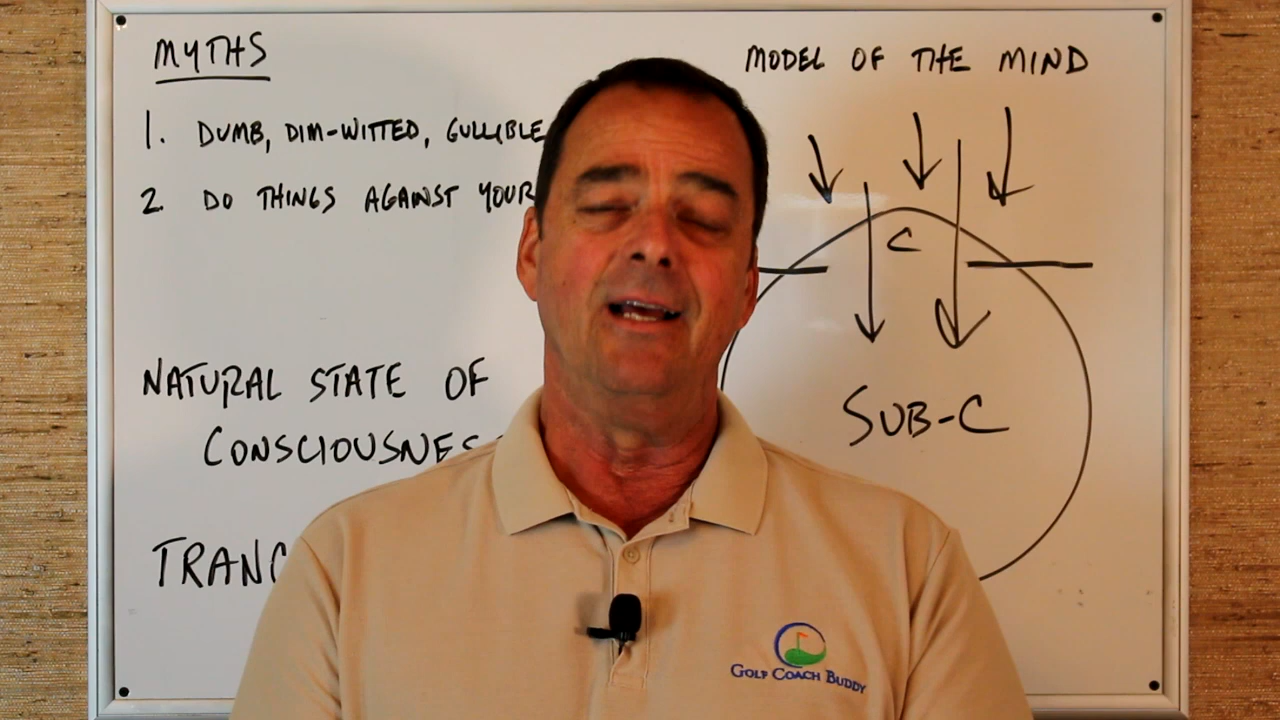 MYTHS
1. DUMB, DIM-WITTED, GULLIBLE
2. DO THINGS AGAINST YOUR
NATURAL STATE OF
CONSCIOUSNES
TRANC
MODEL OF THE MIND
C
SUB-C
GOLF COACH BUDDY